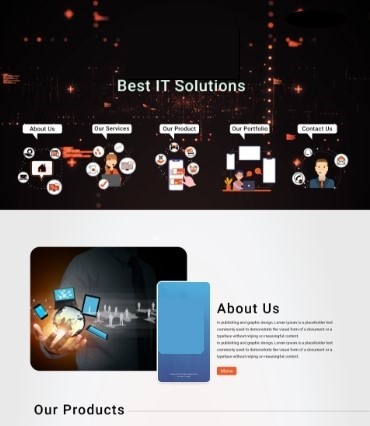 Best IT Solutions
About Us
Our Services
Our Product
Our Portfolio
Contact Us
About Us
In publishing and graphic design, Lorem Ipsum is a placeholder text
commonly used to demonstrate the visual form of a document or a
typeface without relying or meaningful content.
In publishing and graphic design, Lorem Ipsum is a placeholder text
commonly used to demonstrate the visual form of a document or a
typeface without relying or meaningful content.
More
Our Products